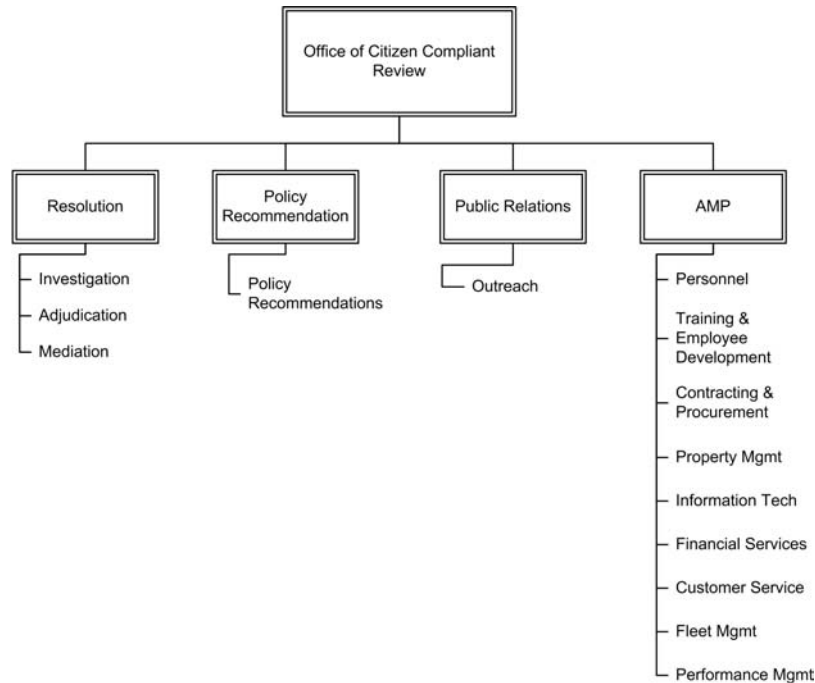 Office of Citizen Compliant
Review
Resolution
Policy
Recommendation
Public Relations
AMP
Investigation
Adjudication
Mediation
Policy
Recommendations
Outreach
Personnel
Training &
Employee
Development
Contracting &
Procurement
Property Mgmt
Information Tech
Financial Services
Customer Service
Fleet Mgmt
Performance Mgmt